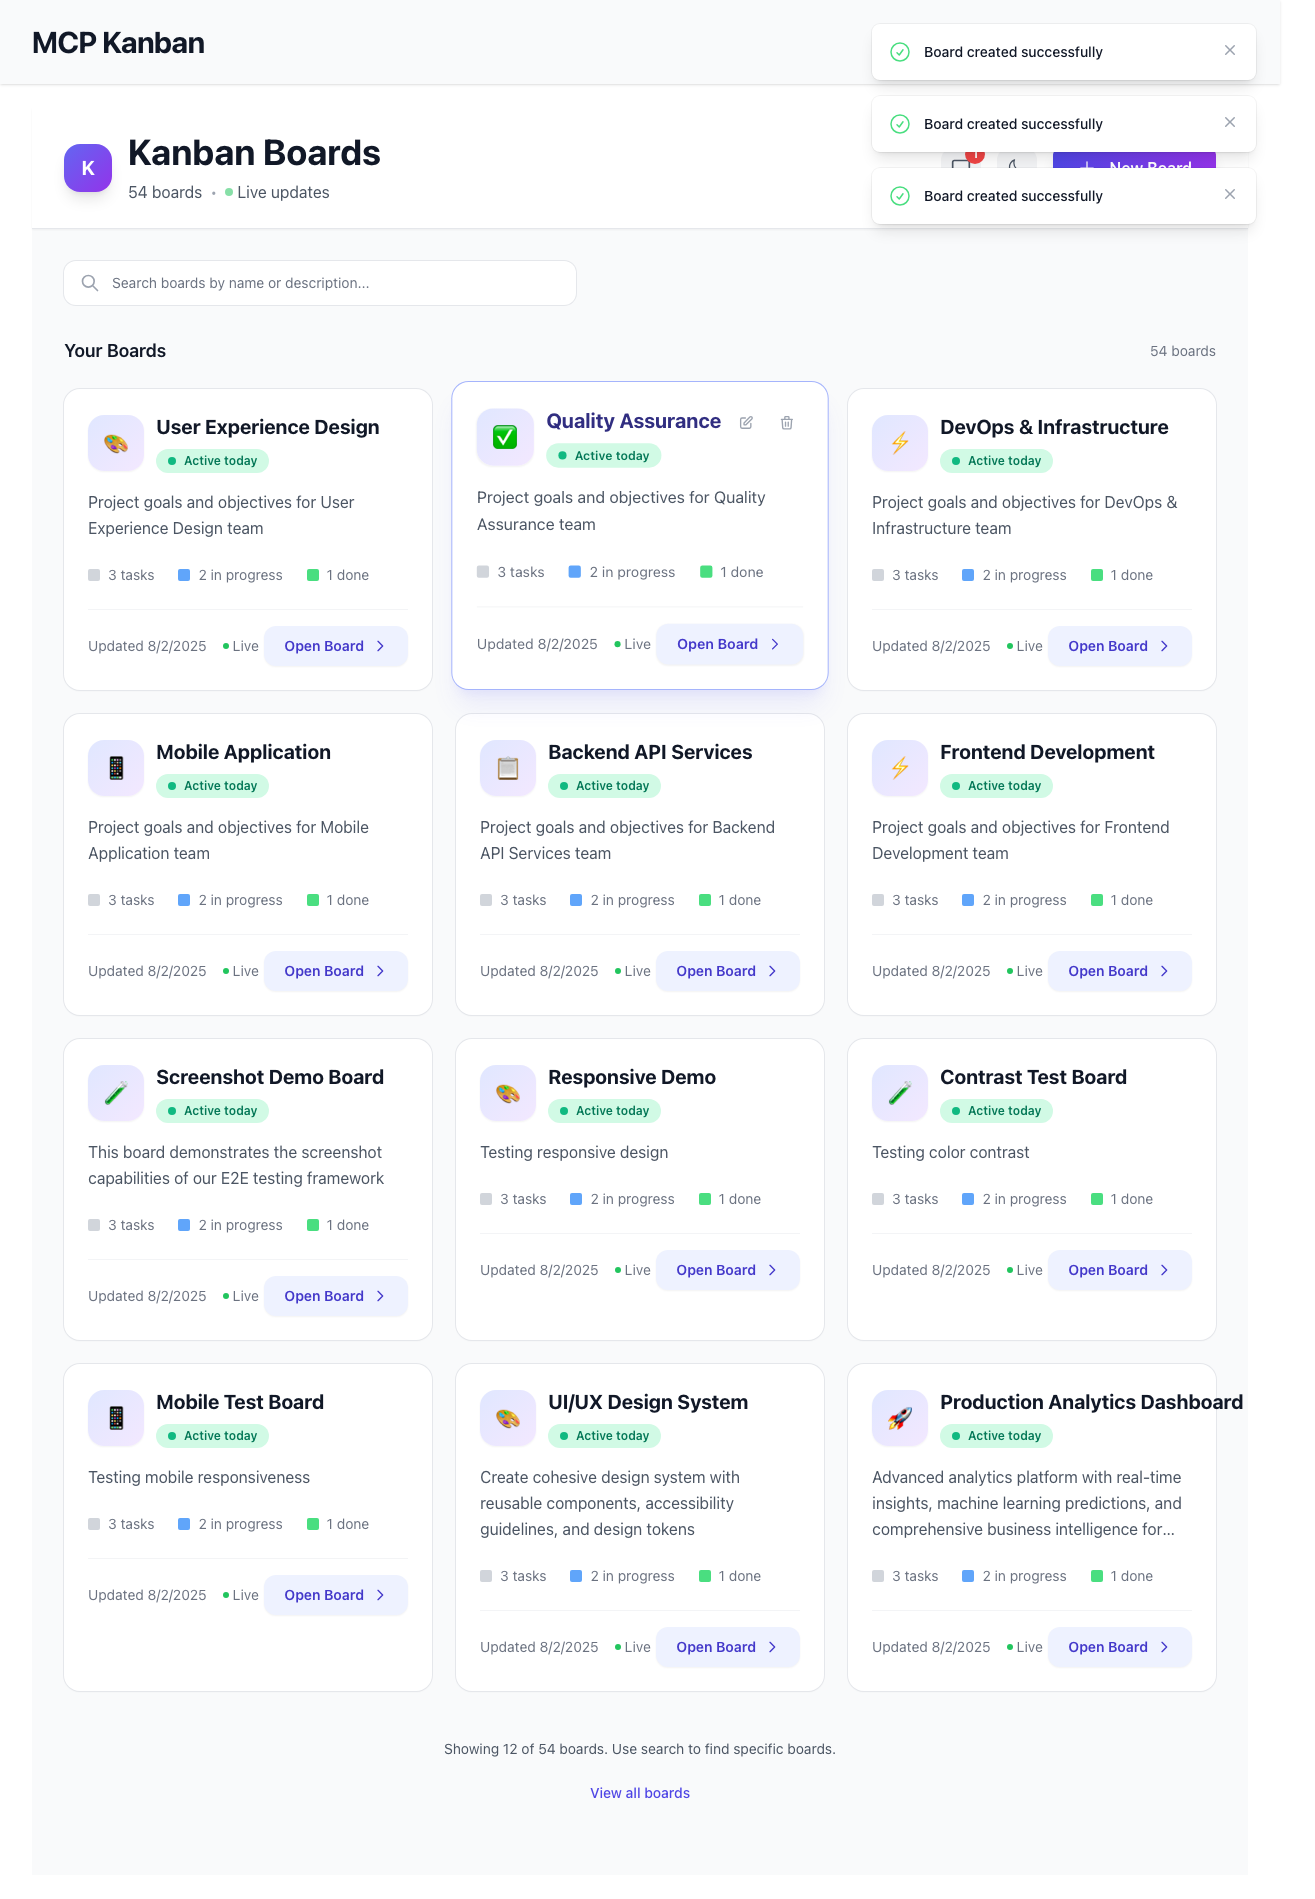 MCP Kanban
Board created successfully
Board created successfully
Board created successfully
K
Kanban Boards
54 boards • Live updates
New Board
Search boards by name or description...
Your Boards
54 boards
User Experience Design
Active today
Project goals and objectives for User
Experience Design team
3 tasks 2 in progress 1 done
Updated 8/2/2025 Live Open Board
Quality Assurance
Active today
Project goals and objectives for Quality
Assurance team
3 tasks 2 in progress 1 done
Updated 8/2/2025 Live Open Board
DevOps & Infrastructure
Active today
Project goals and objectives for DevOps &
Infrastructure team
3 tasks 2 in progress 1 done
Updated 8/2/2025 Live Open Board
Mobile Application
Active today
Project goals and objectives for Mobile
Application team
3 tasks 2 in progress 1 done
Updated 8/2/2025 Live Open Board
Backend API Services
Active today
Project goals and objectives for Backend
API Services team
3 tasks 2 in progress 1 done
Updated 8/2/2025 Live Open Board
Frontend Development
Active today
Project goals and objectives for Frontend
Development team
3 tasks 2 in progress 1 done
Updated 8/2/2025 Live Open Board
Screenshot Demo Board
Active today
This board demonstrates the screenshot
capabilities of our E2E testing framework
3 tasks 2 in progress 1 done
Updated 8/2/2025 Live Open Board
Responsive Demo
Active today
Testing responsive design
3 tasks 2 in progress 1 done
Updated 8/2/2025 Live Open Board
Contrast Test Board
Active today
Testing color contrast
3 tasks 2 in progress 1 done
Updated 8/2/2025 Live Open Board
Mobile Test Board
Active today
Testing mobile responsiveness
3 tasks 2 in progress 1 done
Updated 8/2/2025 Live Open Board
UI/UX Design System
Active today
Create cohesive design system with
reusable components, accessibility
guidelines, and design tokens
3 tasks 2 in progress 1 done
Updated 8/2/2025 Live Open Board
Production Analytics Dashboard
Active today
Advanced analytics platform with real-time
insights, machine learning predictions, and
comprehensive business intelligence for...
3 tasks 2 in progress 1 done
Updated 8/2/2025 Live Open Board
Showing 12 of 54 boards. Use search to find specific boards.
View all boards